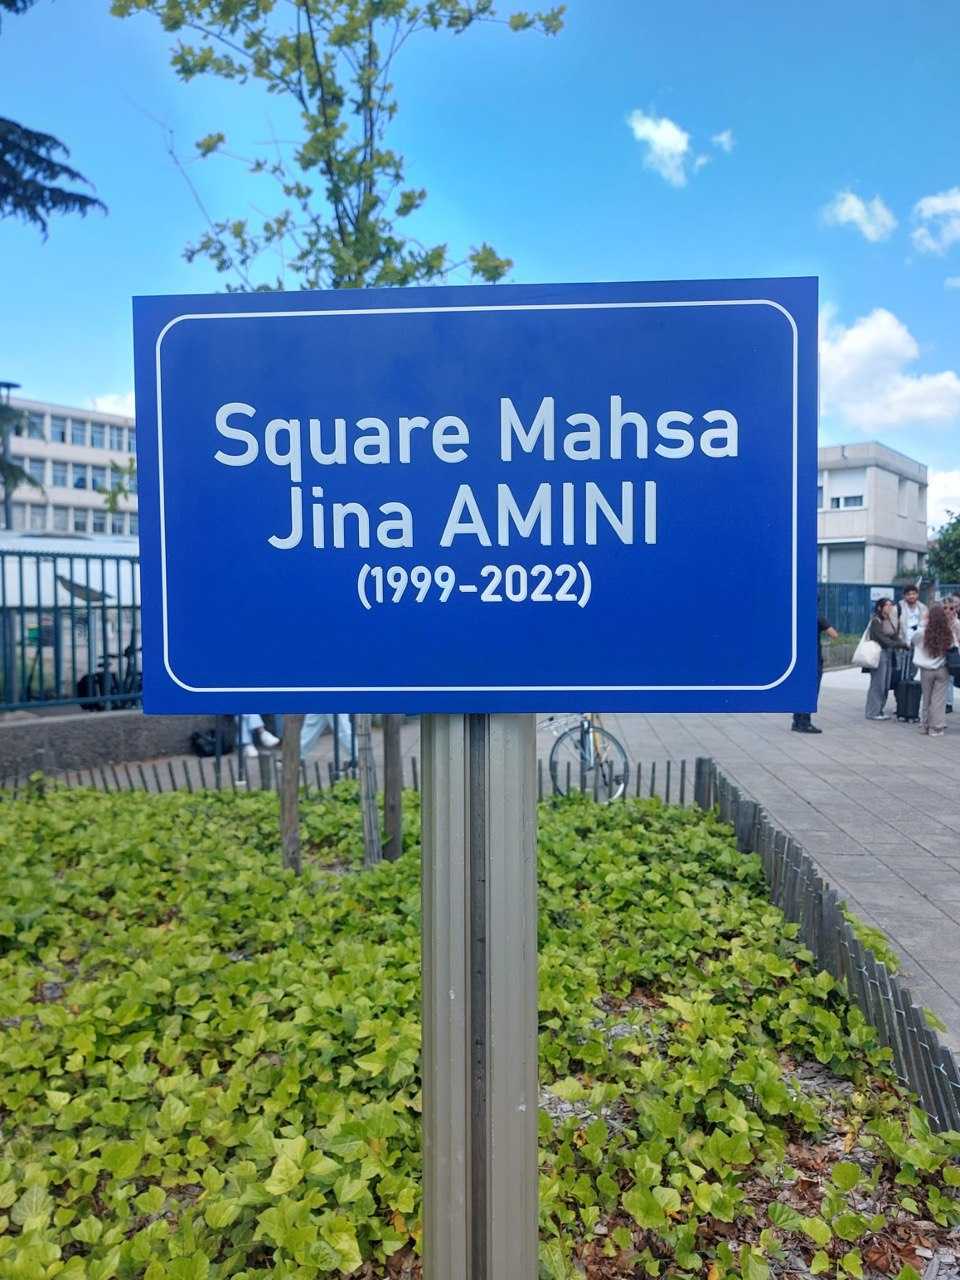 Square Mahsa
Jina AMINI
(1999-2022)